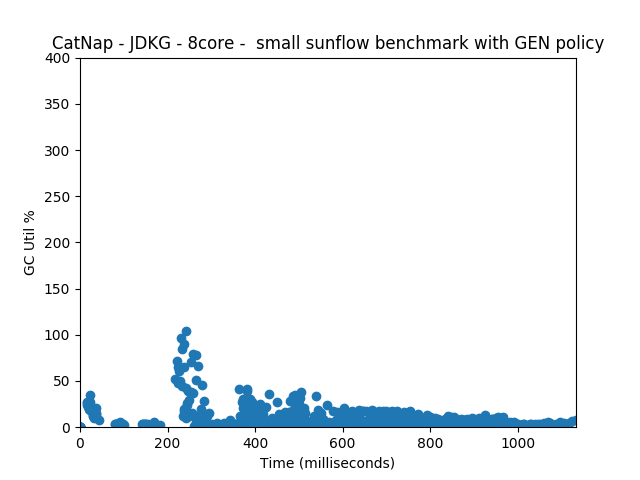 CatNap - JDKG - 8core -  small sunflow benchmark with GEN policy
400
350
300
250
200
150
100
50
0
GC Util %
0 200 400 600 800 1000
Time (milliseconds)